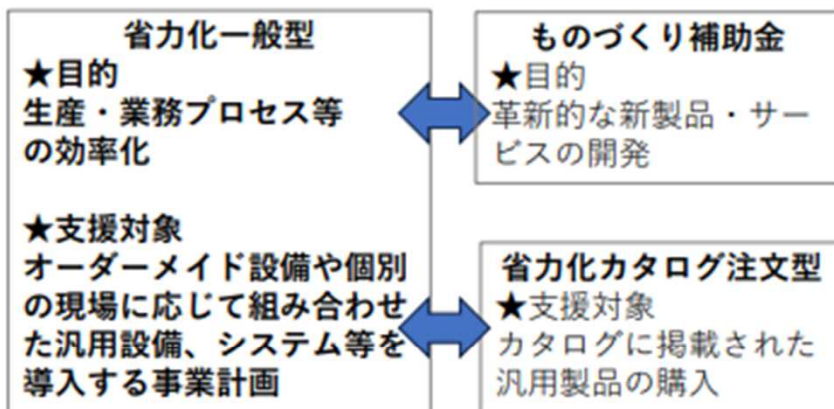 省力化一般型
★目的
生産・業務プロセス等
の効率化
★支援対象
オーダーメイド設備や個別
の現場に応じて組み合わせ
た汎用設備、システム等を
導入する事業計画
ものづくり補助金
★目的
革新的な新製品・サー
ビスの開発
省力化カタログ注文型
★支援対象
カタログに掲載された
汎用製品の購入